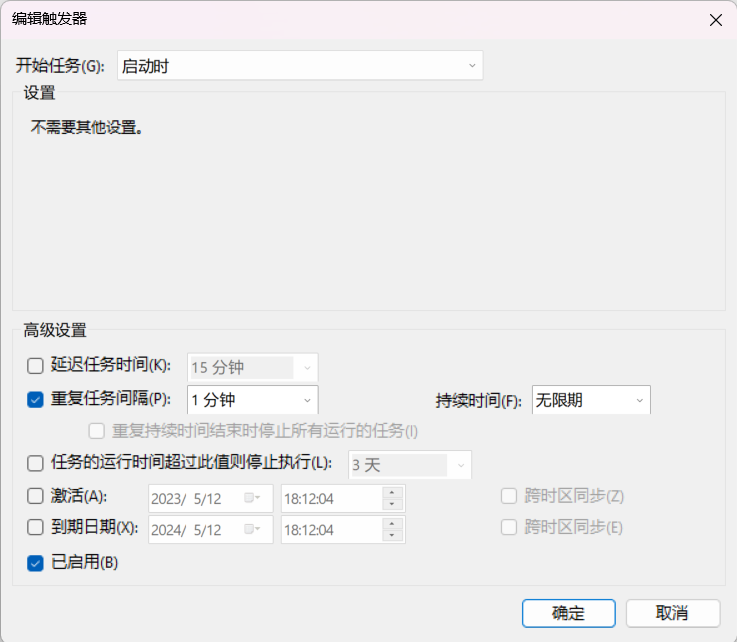 编辑触发器
开始任务(G): 启动时
设置
不需要其他设置。
高级设置
延迟任务时间(K): 15 分钟
重复任务间隔(P): 1 分钟 持续时间(F): 无限期
重复持续时间结束时停止所有运行的任务(I)
任务的运行时间超过此值则停止执行(L): 3 天
激活(A): 2023/ 5/12 18:12:04 跨时区同步(Z)
到期日期(X): 2024/ 5/12 18:12:04 跨时区同步(E)
已启用(B)
确定 取消